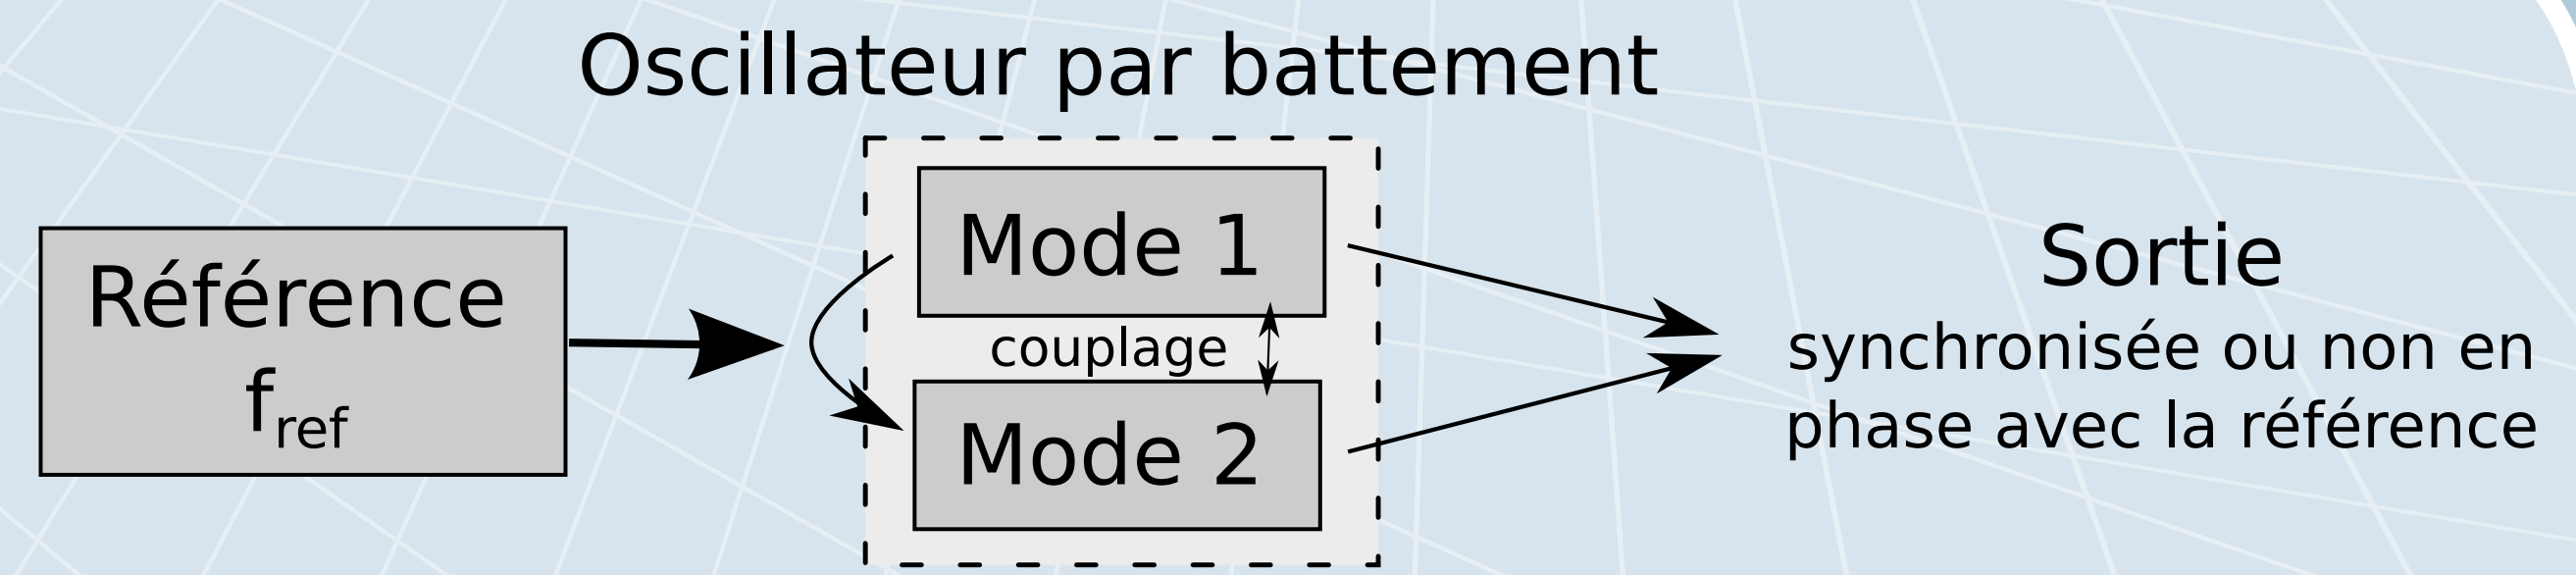 Oscillateur par battement
Référence
f_ref
Mode 1
couplage
Mode 2
Sortie
synchronisée ou non en
phase avec la référence